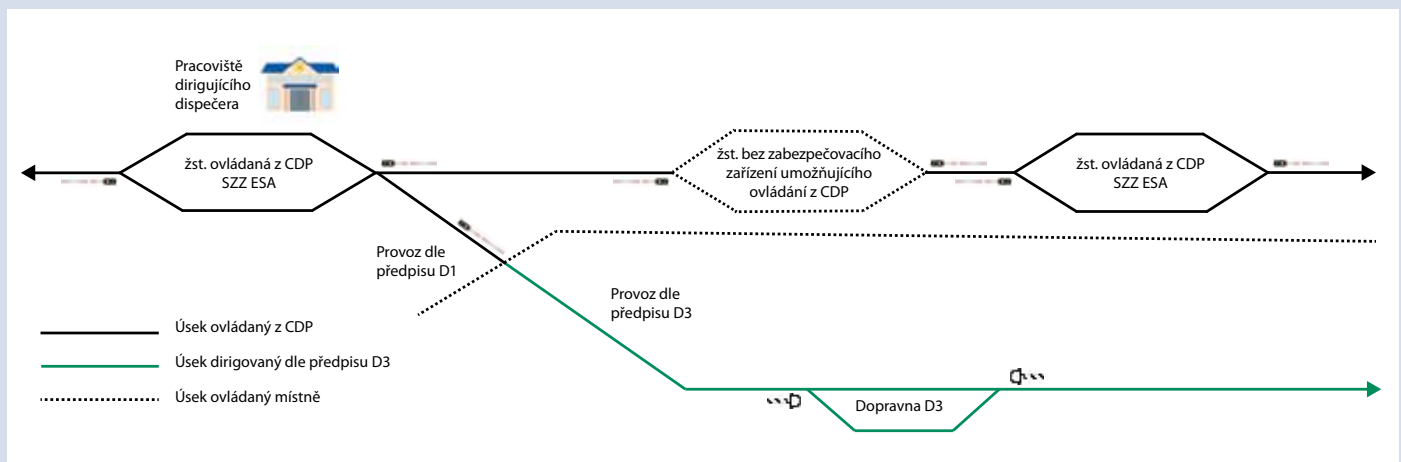 Pracoviště
dirigujícího
dispečera
žst. ovládaná z CDP
SZZ ESA
žst. bez zabezpečovacího
zařízení umožňujícího
ovládání z CDP
žst. ovládaná z CDP
SZZ ESA
Provoz dle
předpisu D1
Provoz dle
předpisu D3
Úsek ovládaný z CDP
Úsek dirigovaný dle předpisu D3
Úsek ovládaný místně
Dopravna D3